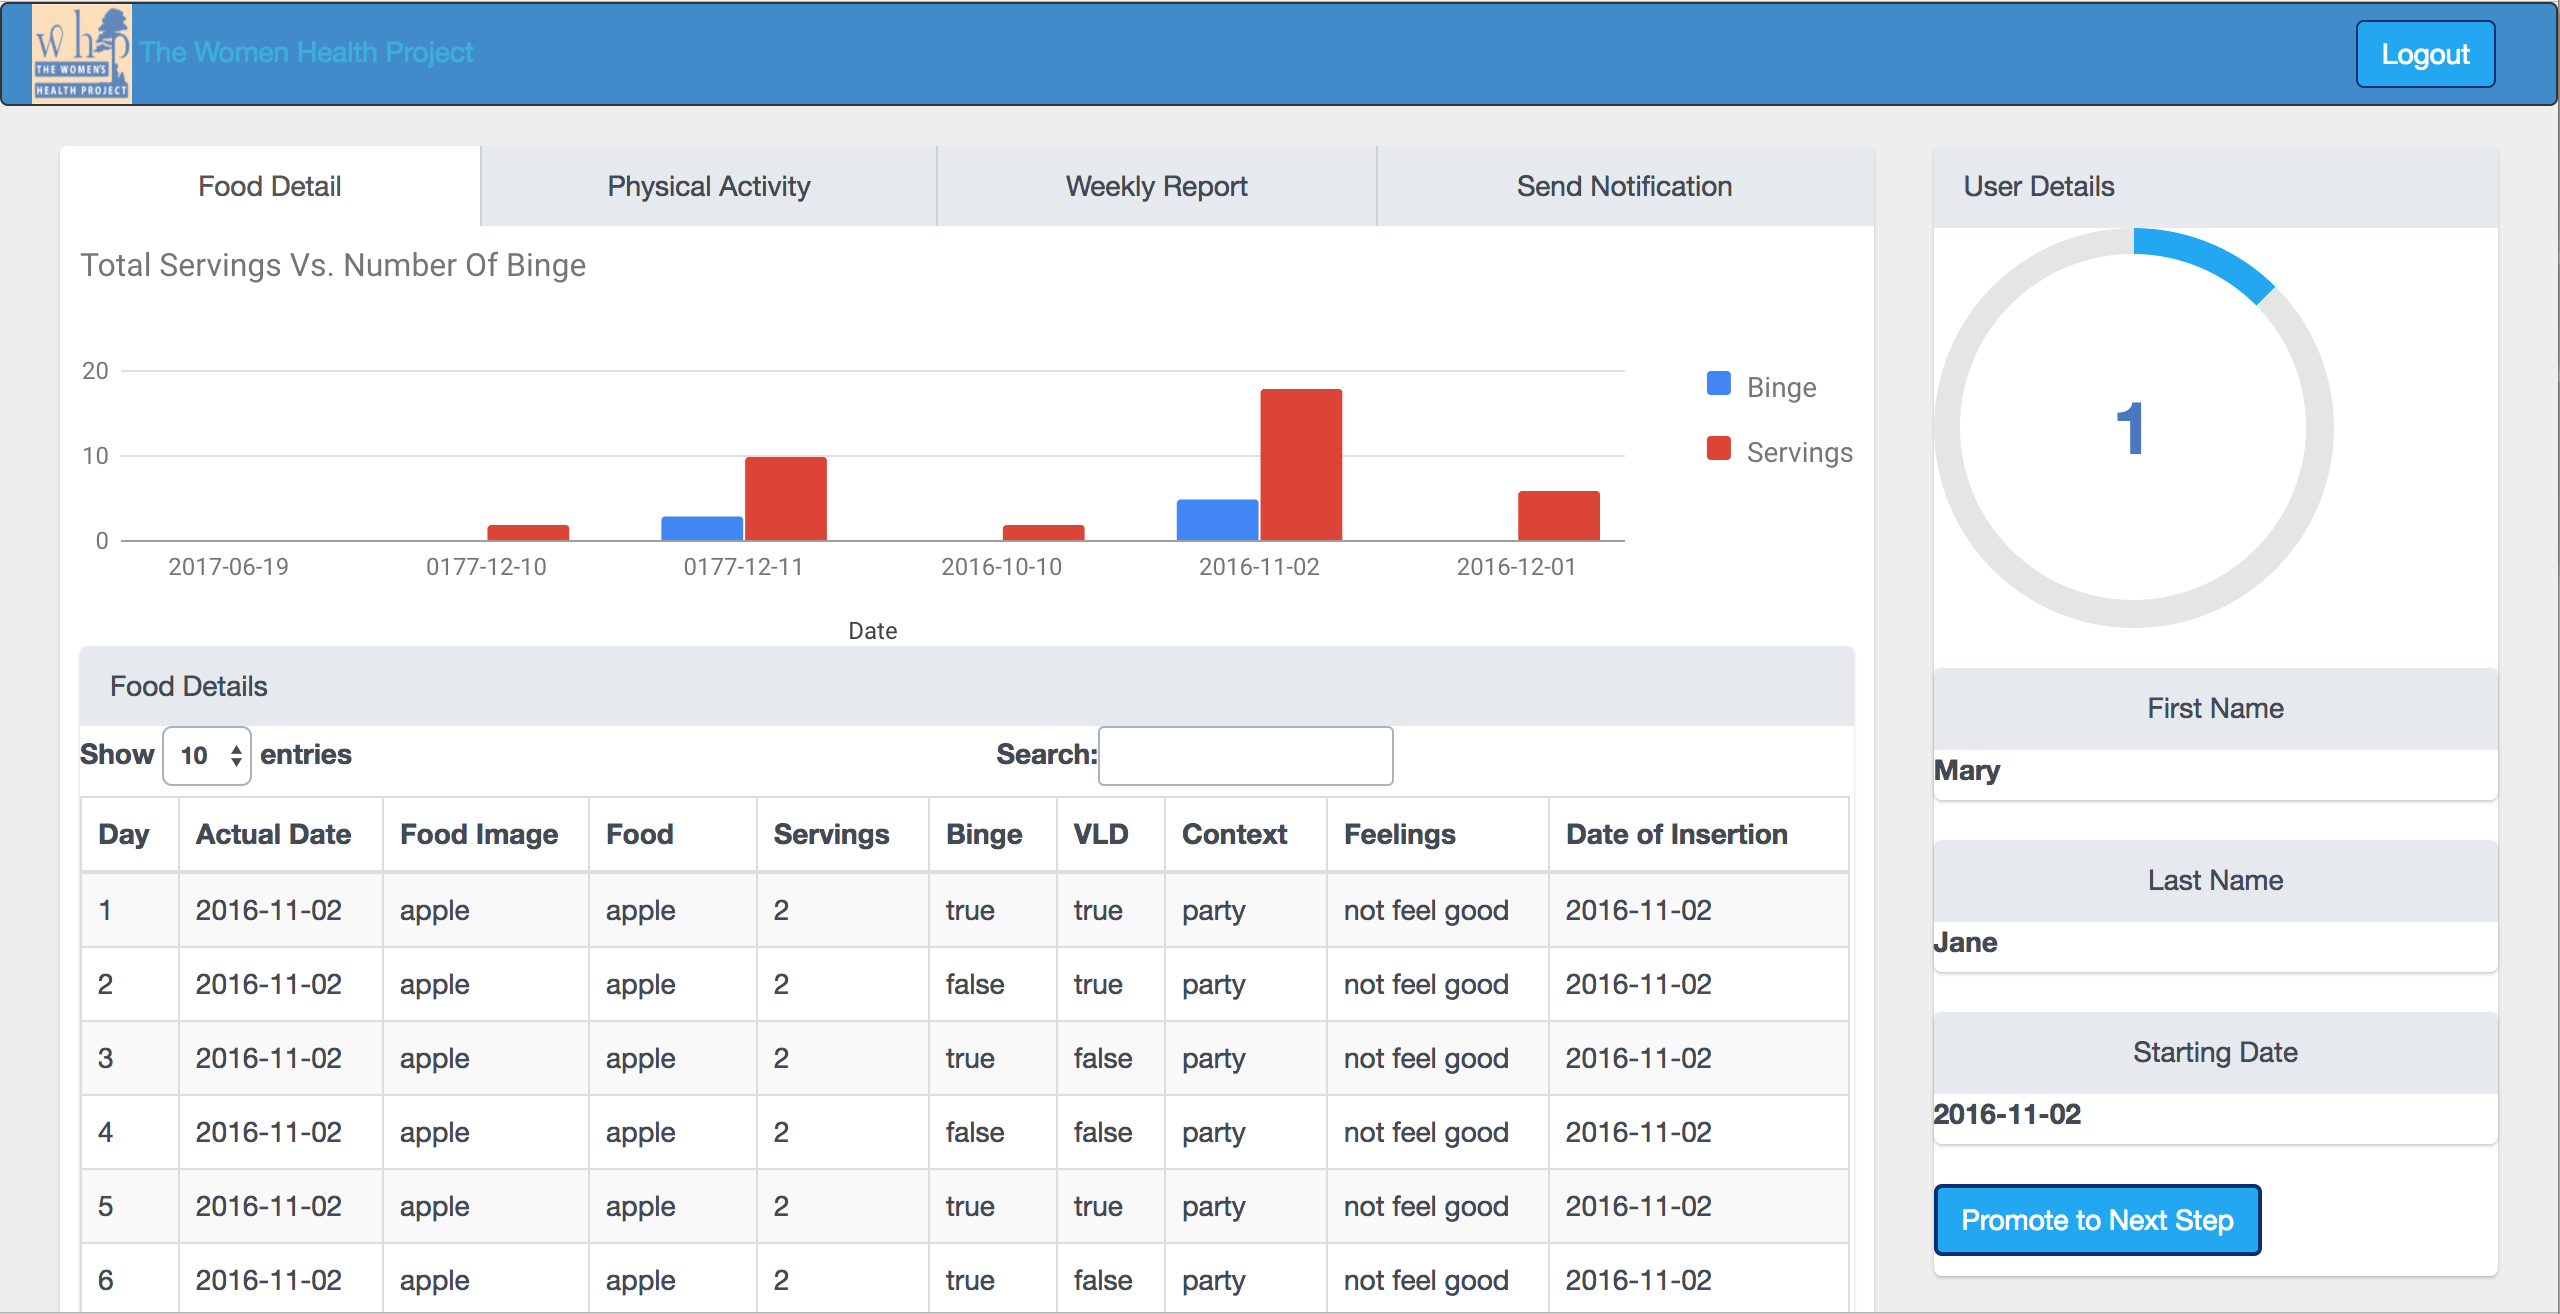 whp
THE WOMEN'S
HEALTH PROJECT
The Women Health Project
Logout
Food Detail
Physical Activity
Weekly Report
Send Notification
Total Servings Vs. Number Of Binge
20
10
0
2017-06-19 0177-12-10 0177-12-11 2016-10-10 2016-11-02 2016-12-01
Date
Binge
Servings
Food Details
Show 10 entries Search:
Day Actual Date Food Image Food Servings Binge VLD Context Feelings Date of Insertion
1 2016-11-02 apple apple 2 true true party not feel good 2016-11-02
2 2016-11-02 apple apple 2 false true party not feel good 2016-11-02
3 2016-11-02 apple apple 2 true false party not feel good 2016-11-02
4 2016-11-02 apple apple 2 false false party not feel good 2016-11-02
5 2016-11-02 apple apple 2 true true party not feel good 2016-11-02
6 2016-11-02 apple apple 2 true false party not feel good 2016-11-02
User Details
1
First Name
Mary
Last Name
Jane
Starting Date
2016-11-02
Promote to Next Step